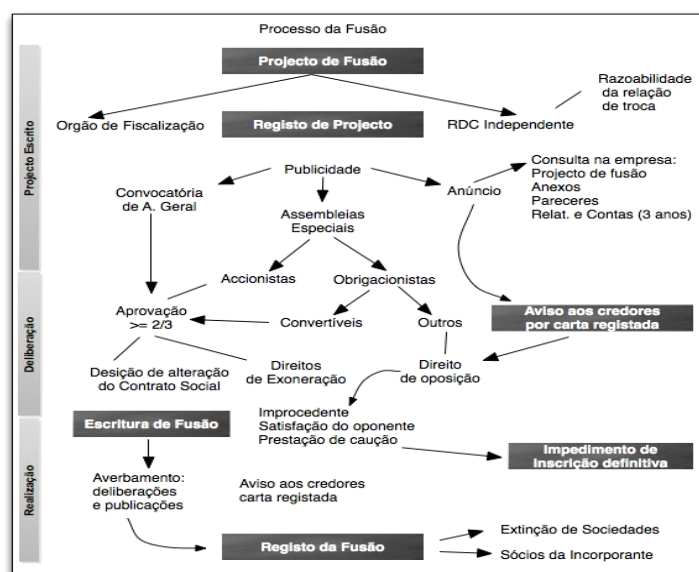 Processo da Fusão
Projecto de Fusão
Razoabilidade
da relação
de troca
Orgão de Fiscalização
Registo de Projecto
RDC Independente
Projecto Escrito
Publicidade
Consulta na empresa:
Projecto de fusão
Anexos
Pareceres
Relat. e Contas (3 anos)
Convocatória
de A. Geral
Anúncio
Assembleias
Especiais
Accionistas
Obrigacionistas
Deliberação
Aprovação
>= 2/3
Convertíveis
Outros
Aviso aos credores
por carta registada
Desição de alteração
do Contrato Social
Direitos
de Exoneração
Direito
de oposição
Escritura de Fusão
Improcedente
Satisfação do oponente
Prestação de caução
Impedimento de
inscrição definitiva
Realização
Averbamento:
deliberações
e publicações
Aviso aos credores
carta registada
Registo da Fusão
Extinção de Sociedades
Sócios da Incorporante